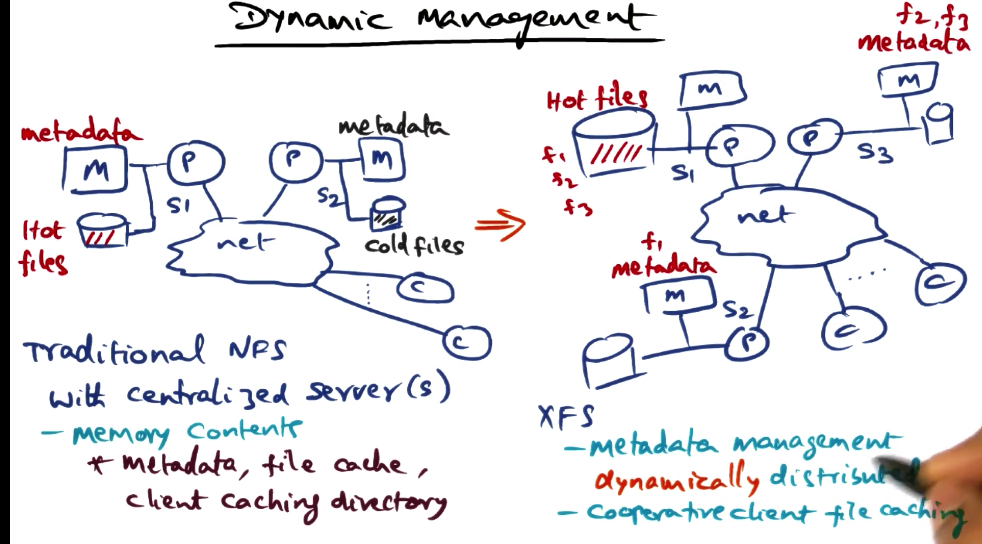 Dynamic Management
metadata
M
P
S1
Hot
files
P
metadata
M
S2
cold files
net
C
C
Traditional NFS
with centralized server(s)
- Memory Contents
* metadata, file cache,
client caching directory
Hot files
f1
f2
f3
M
P
S1
f2, f3
metadata
M
P
S3
net
f1
metadata
M
S2
P
C
C
XFS
- metadata management
dynamically distribut
- cooperative client file caching